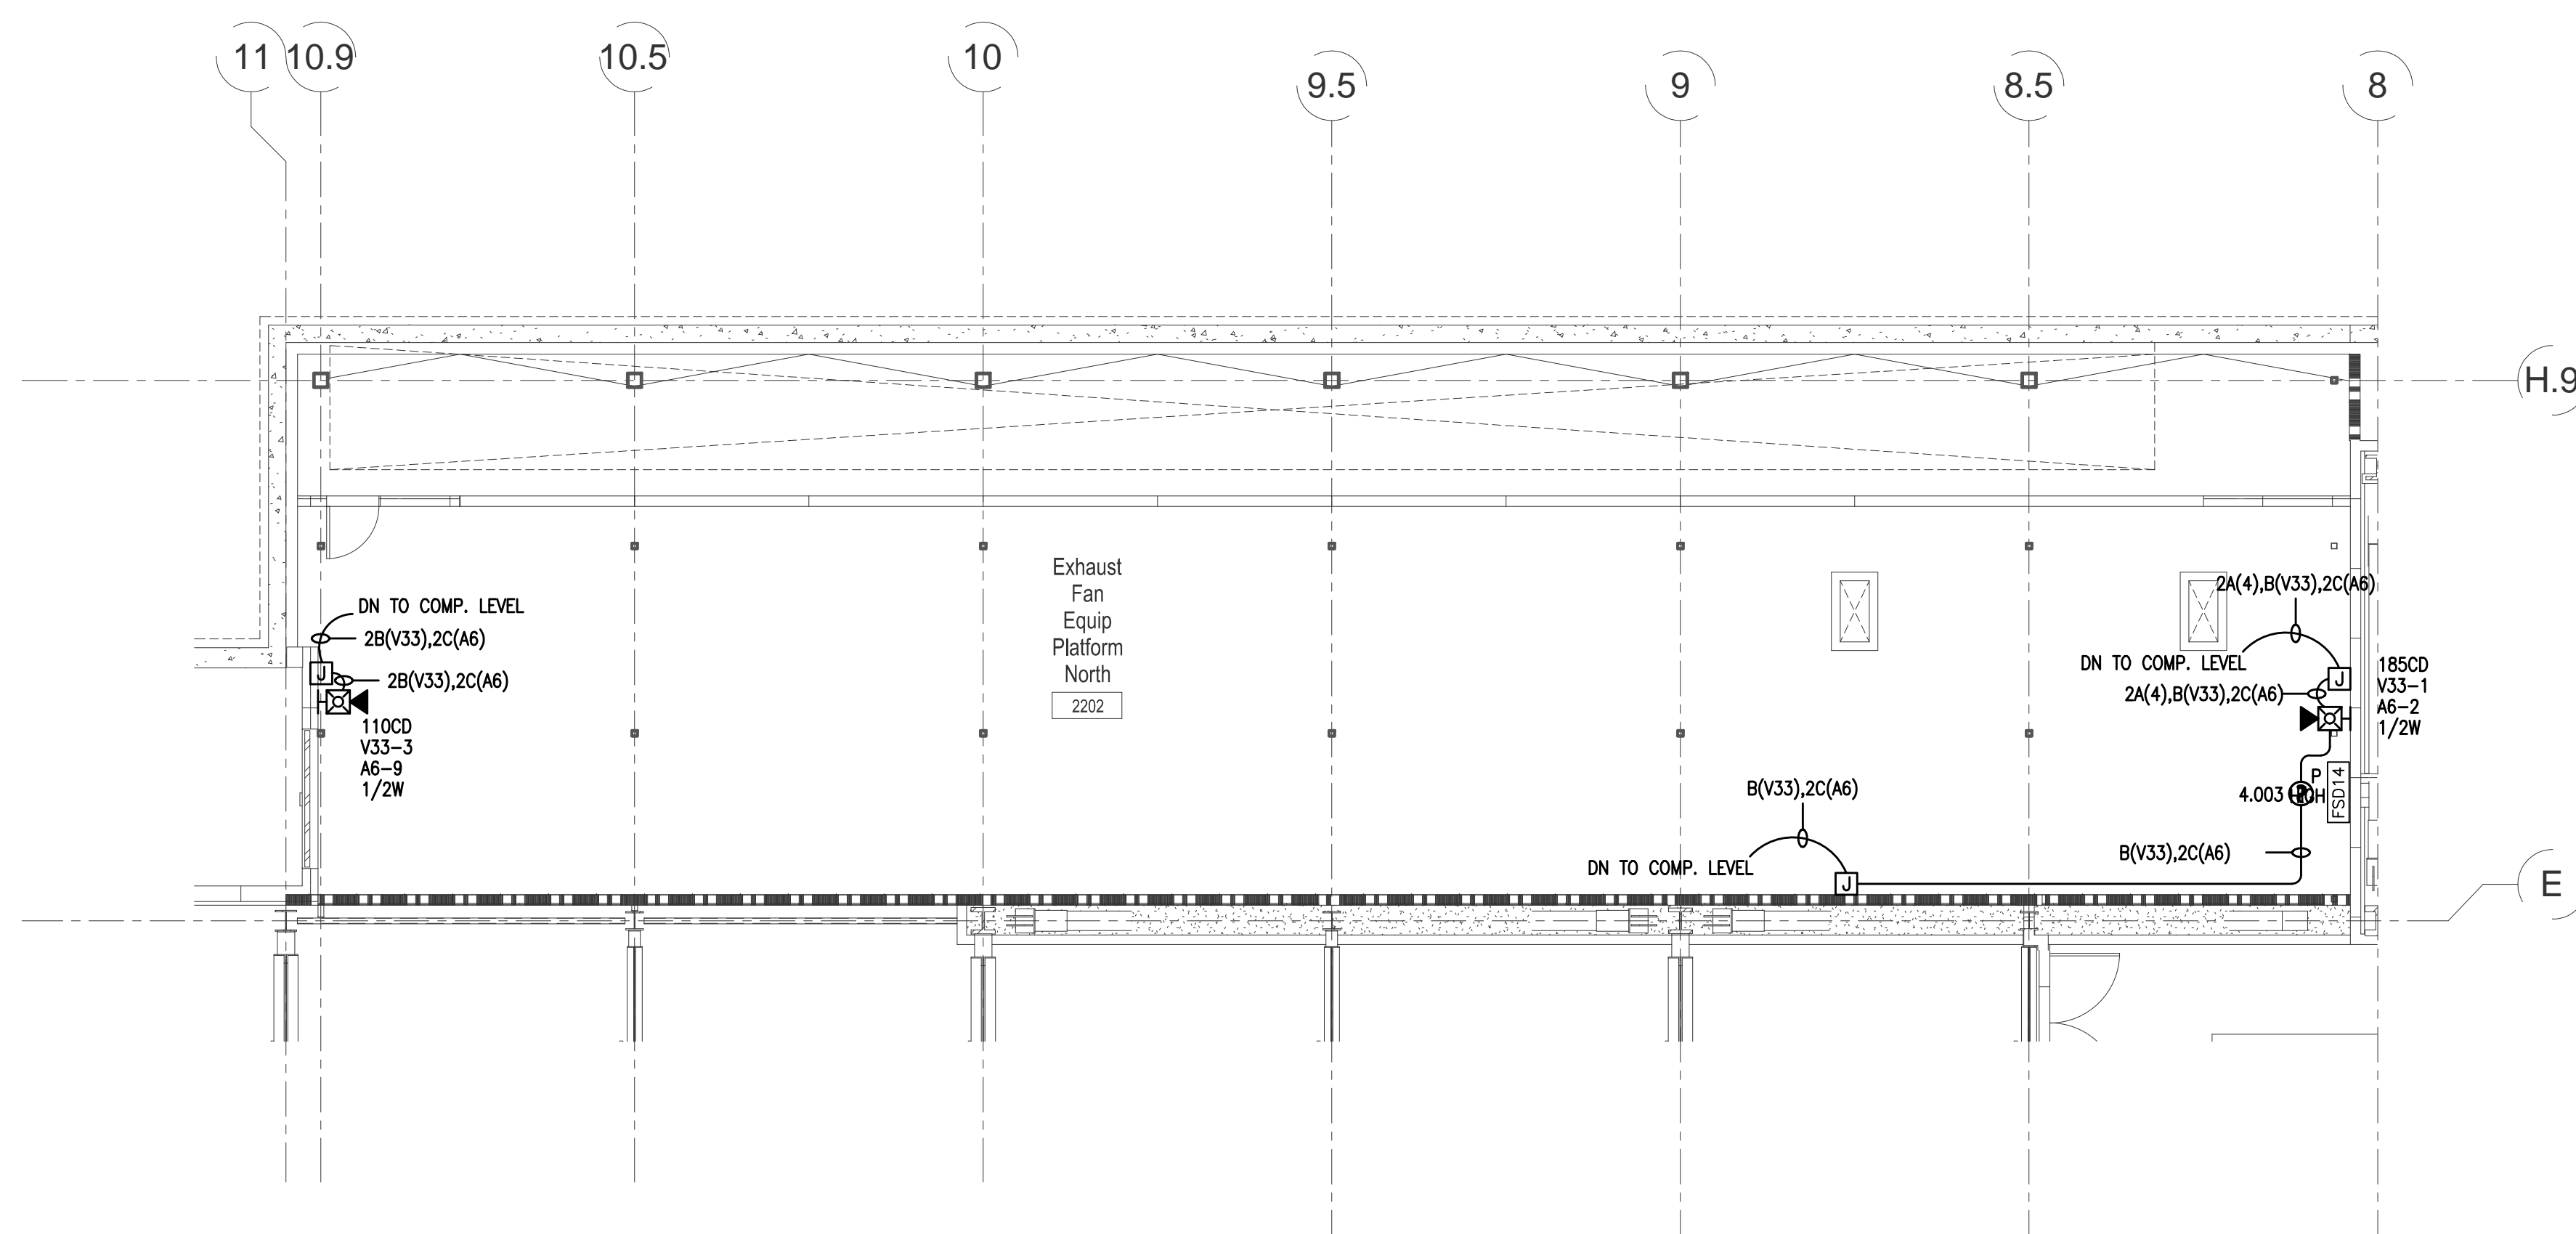 11
10.9
10.5
10
9.5
9
8.5
8
H.9
Exhaust
Fan
Equip
Platform
North
2202
DN TO COMP. LEVEL
2B(V33),2C(A6)
J
2B(V33),2C(A6)
110CD
V33-3
A6-9
1/2W
2A(4),B(V33),2C(A6)
DN TO COMP. LEVEL
J
2A(4),B(V33),2C(A6)
185CD
V33-1
A6-2
1/2W
P
4.003
FSD14
B(V33),2C(A6)
B(V33),2C(A6)
DN TO COMP. LEVEL
J
E